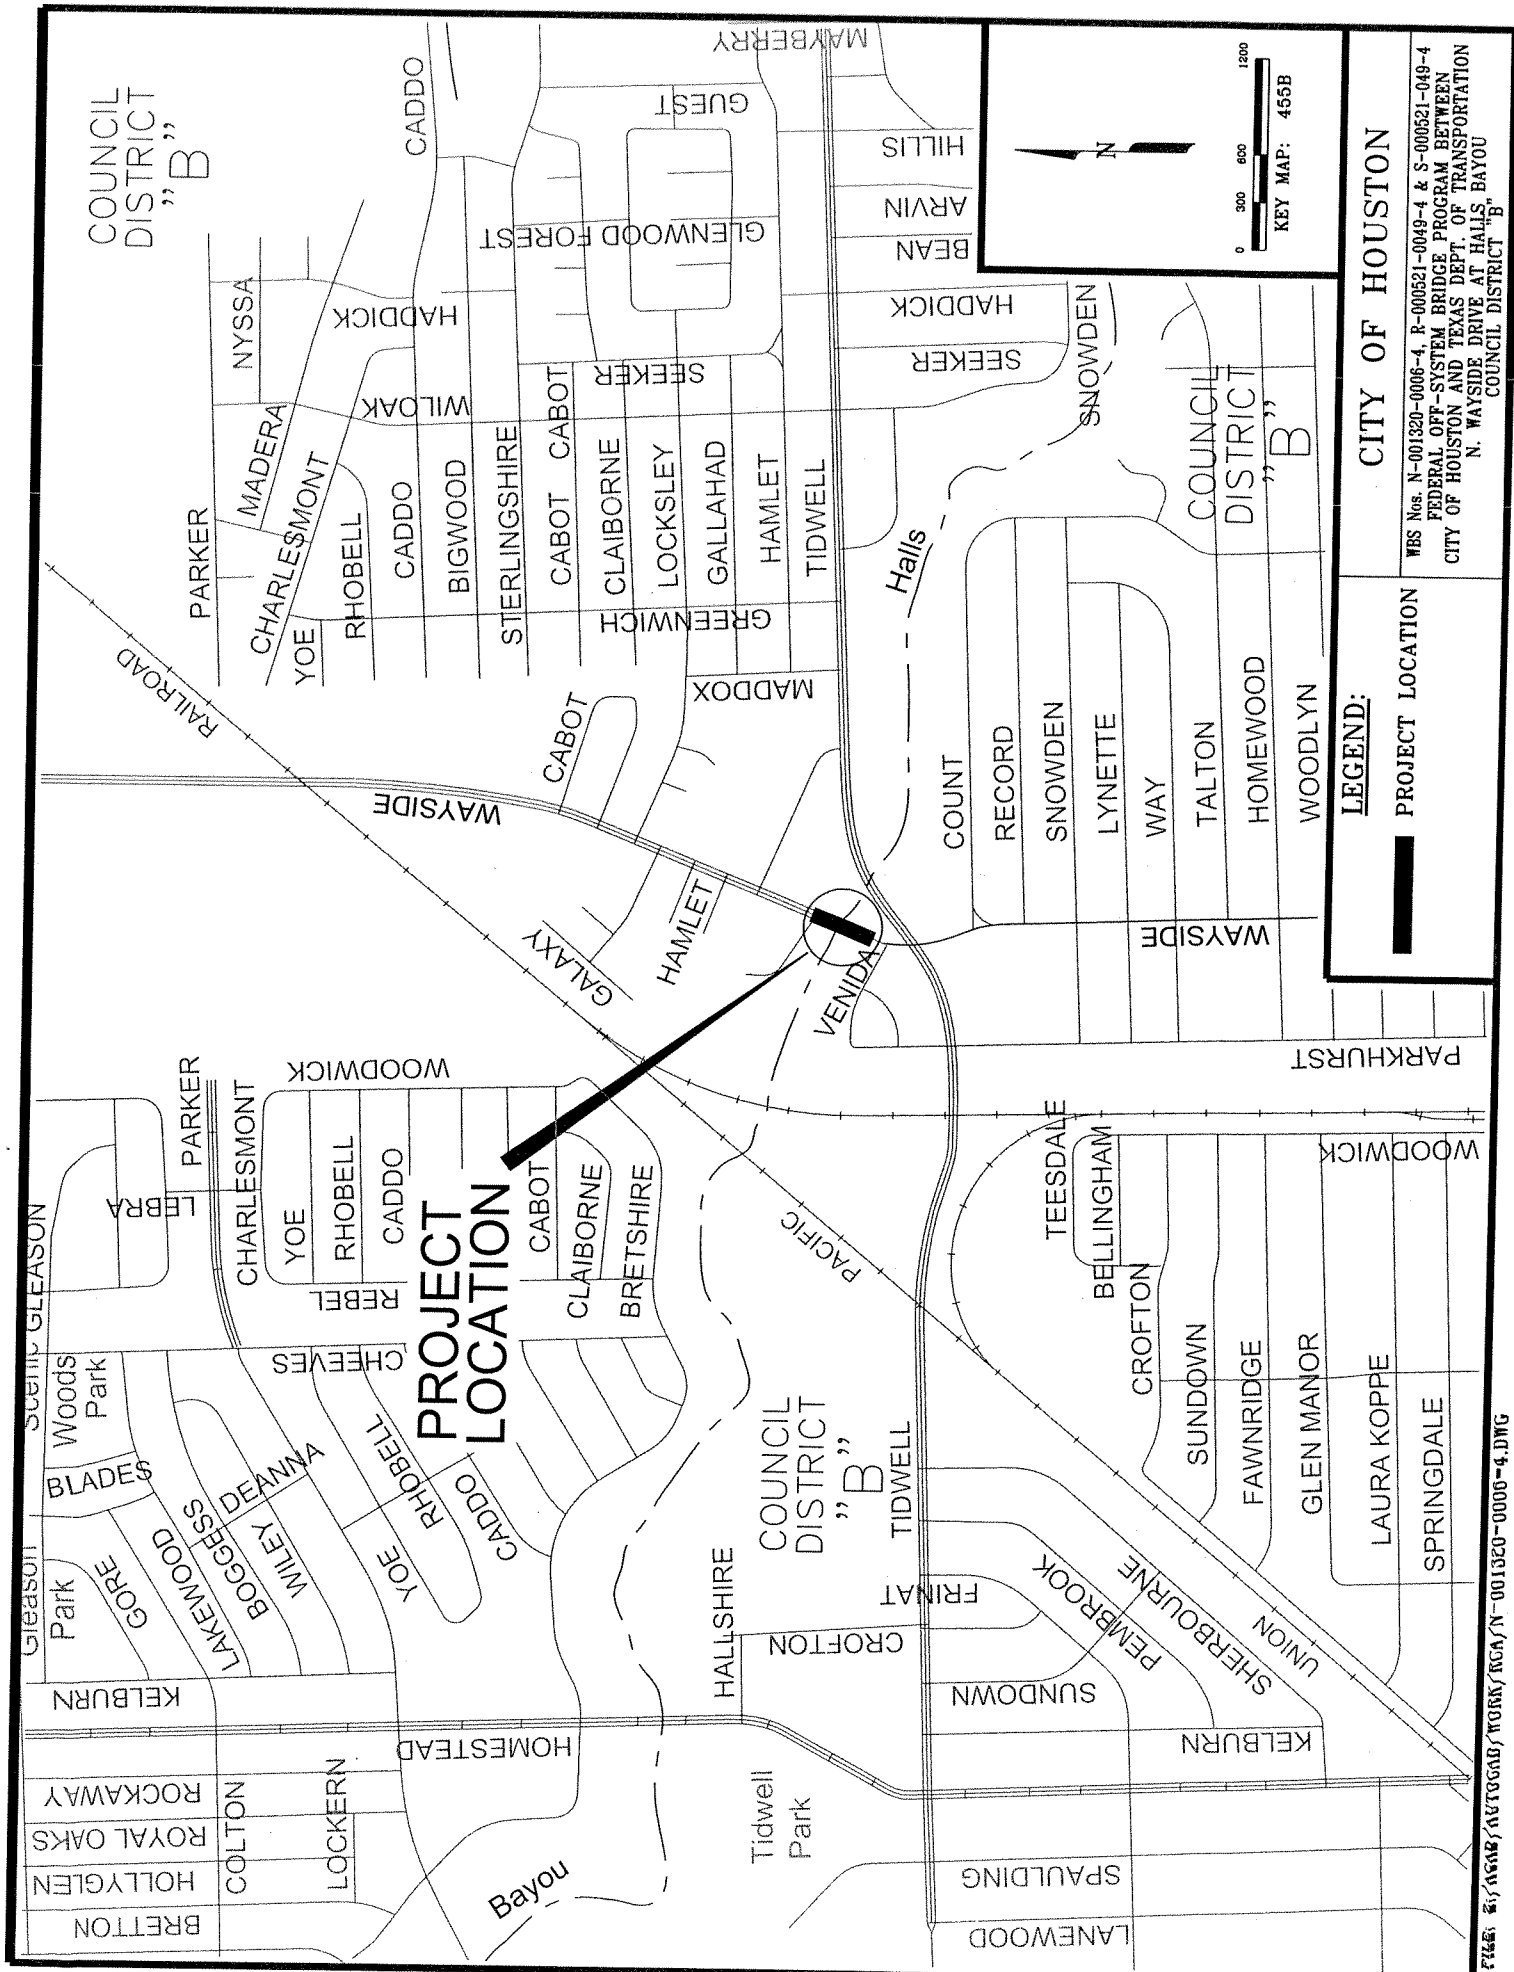 COUNCIL
DISTRICT
"B"
BRETTON
HOLLYGLEN
ROYAL OAKS
ROCKAWAY
COLTON
LOCKERN
HOMESTEAD
KELBURN
Gleason
Park
GORE
LAKEWOOD
BOGGESS
WILEY
DEANNA
BLADES
Scenic
Woods
Park
GLEASON
LEBRA
PARKER
CHARLESMONT
YOE
RHOBELL
CADDO
REBEL
CHEEVES
WOODWICK
YOE
RHOBELL
CADDO
PROJECT
LOCATION
CABOT
CLAIBORNE
BRETSHIRE
Bayou
RAILROAD
WAYSIDE
GALAXY
HAMLET
VENIDA
CABOT
MADDOX
PARKER
NYSSA
MADERA
CHARLESMONT
YOE
RHOBELL
CADDO
BIGWOOD
STERLINGSHIRE
CABOT
CABOT
CLAIBORNE
LOCKSLEY
GALLAHAD
HAMLET
TIDWELL
GREENWICH
WILOAK
HADDICK
SEEKER
CADDO
GLENWOOD FOREST
GUEST
MAYBERRY
HILLIS
ARVIN
BEAN
HADDICK
SEEKER
SNOWDEN
Halls
COUNCIL
DISTRICT
"B"
COUNT
RECORD
SNOWDEN
LYNETTE
WAY
TALTON
HOMEWOOD
WOODLYN
WAYSIDE
PARKHURST
Tidwell
Park
HALLSHIRE
CROFTON
FRINAT
COUNCIL
DISTRICT
"B"
TIDWELL
PACIFIC
UNION
SUNDOWN
KELBURN
PEMBROOK
SHERBOURNE
SPAULDING
LANEWOOD
TEESDALE
BELLINGHAM
CROFTON
SUNDOWN
FAWNRIDGE
GLEN MANOR
LAURA KOPPE
SPRINGDALE
WOODWICK
N
0 300 600 1200
KEY MAP: 455B
LEGEND:
PROJECT LOCATION
CITY OF HOUSTON
WBS Nos. N-001320-0006-4, R-000521-0049-4 & S-000521-049-4
FEDERAL OFF-SYSTEM BRIDGE PROGRAM BETWEEN
CITY OF HOUSTON AND TEXAS DEPT. OF TRANSPORTATION
N. WAYSIDE DRIVE AT HALLS BAYOU
COUNCIL DISTRICT "B"